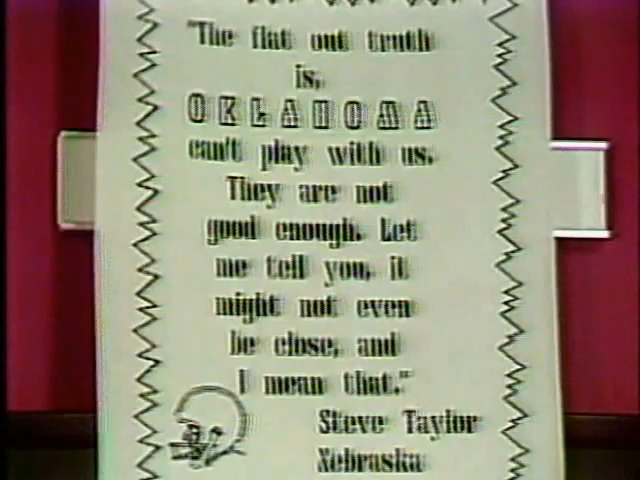 "The flat out truth
is,
OKLAHOMA
can't play with us.
They are not
good enough. Let
me tell you, it
might not even
be close, and
I mean that."
Steve Taylor
Nebraska